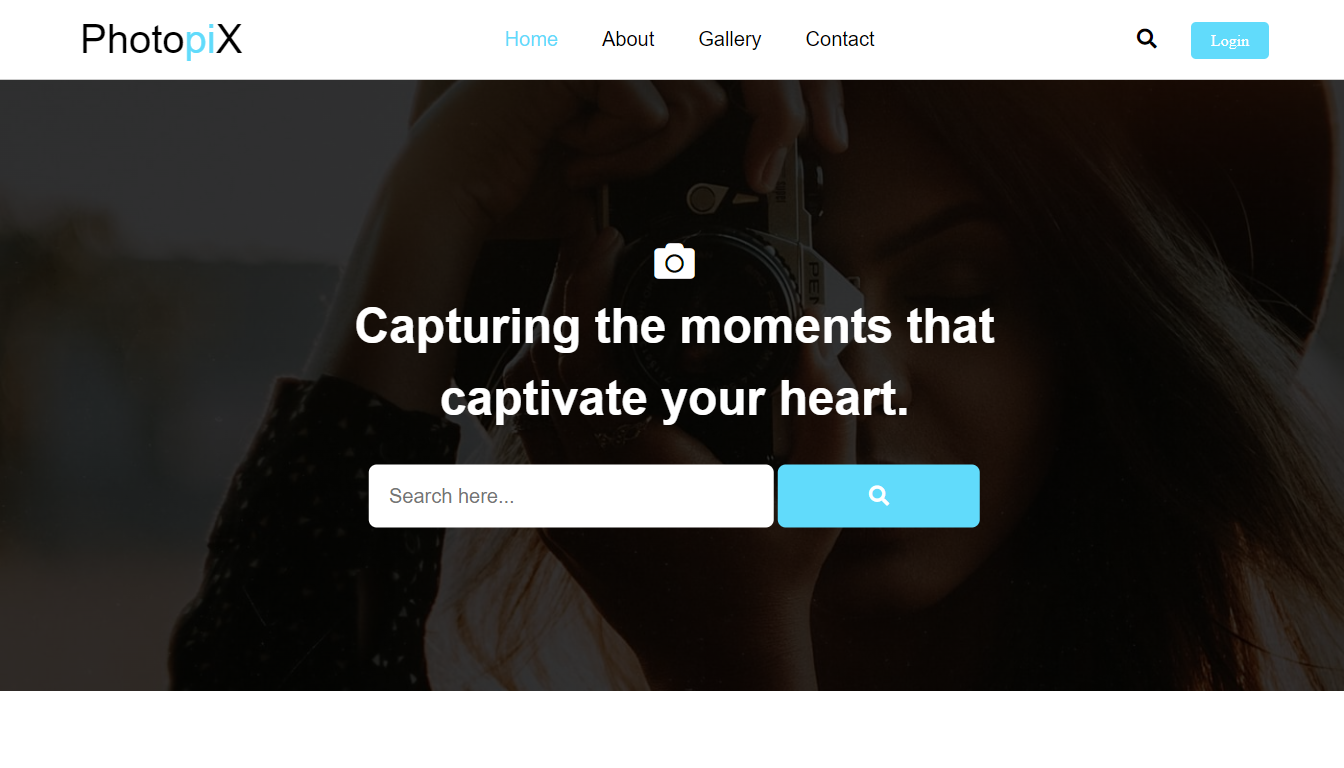 PhotopiX
Home About Gallery Contact
Login
Capturing the moments that
captivate your heart.
Search here...